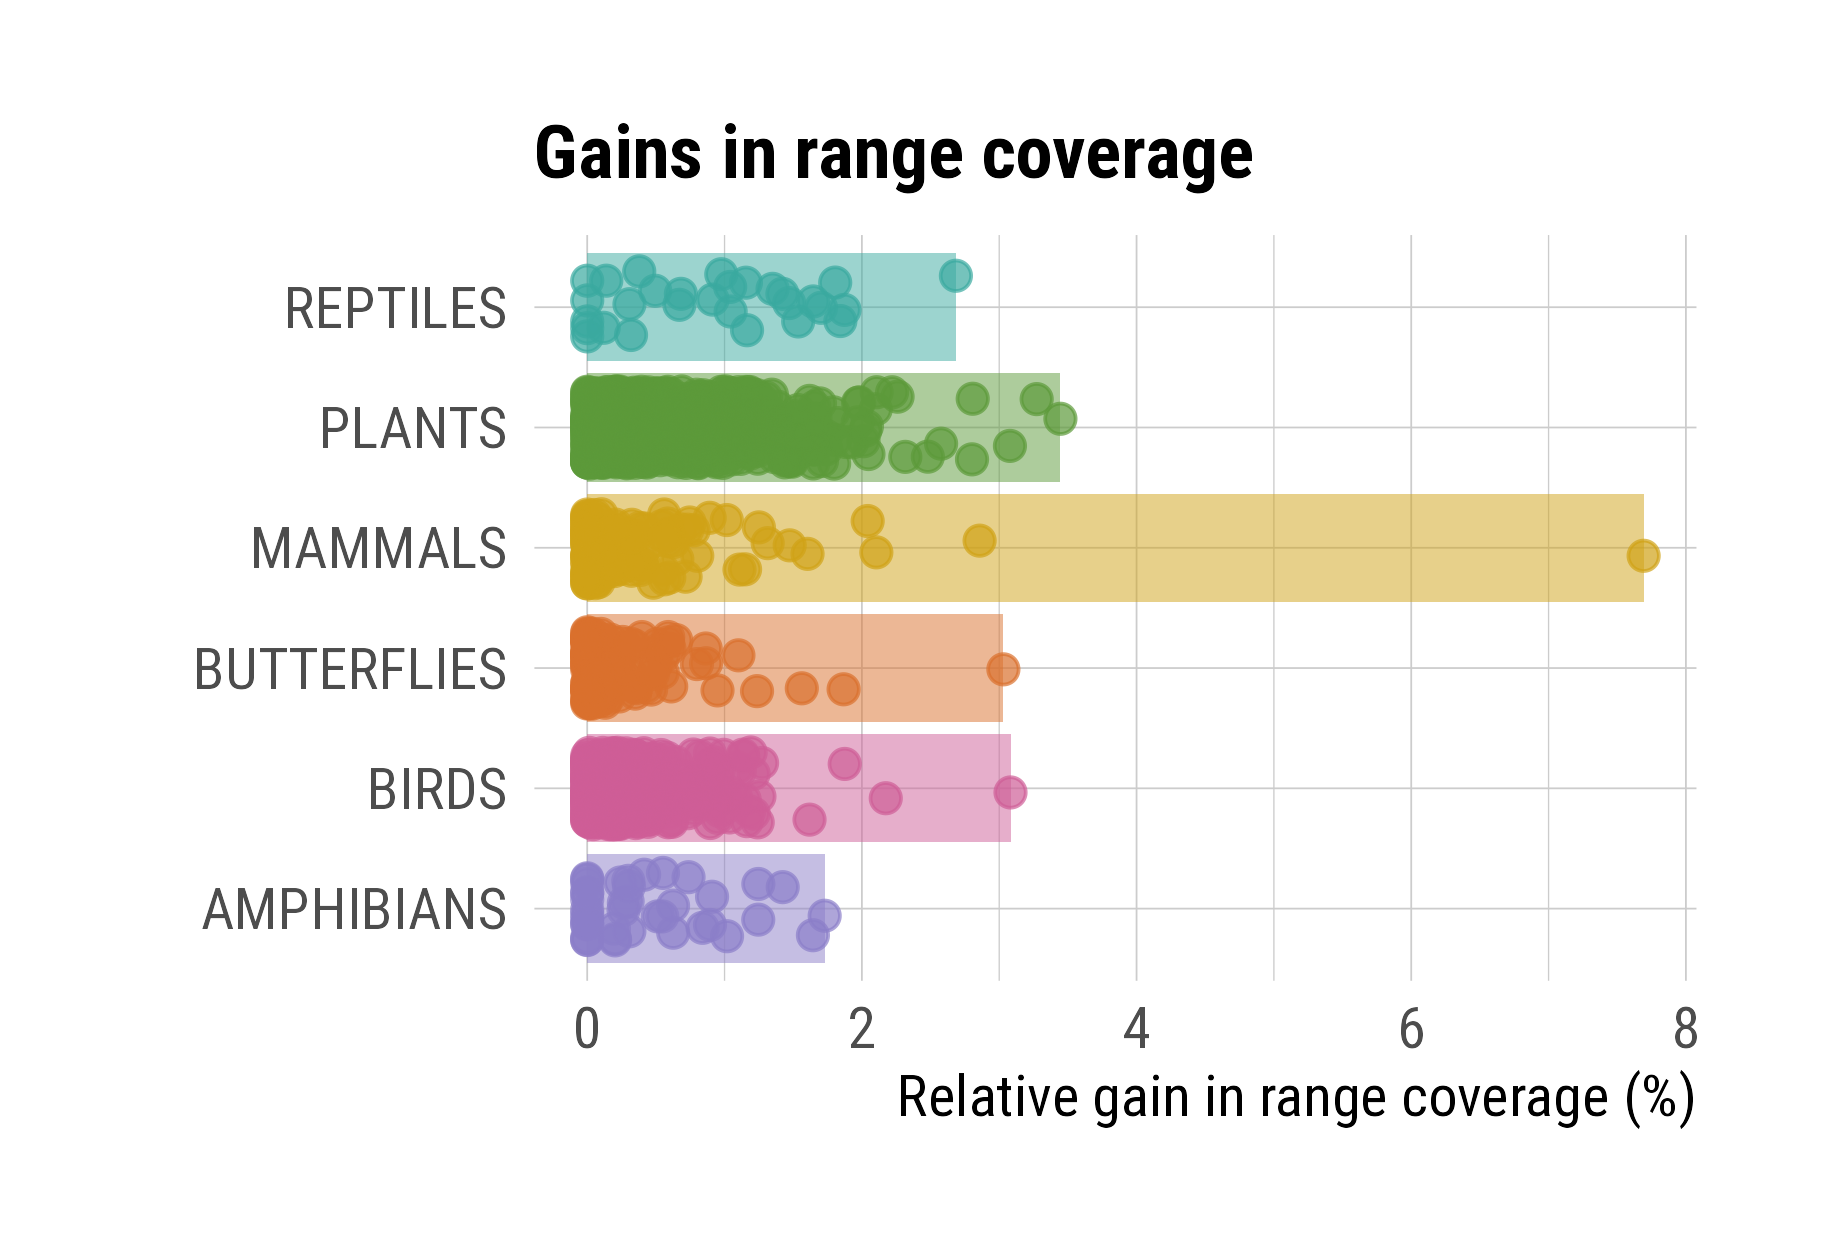 Gains in range coverage
REPTILES
PLANTS
MAMMALS
BUTTERFLIES
BIRDS
AMPHIBIANS
0 2 4 6 8
Relative gain in range coverage (%)